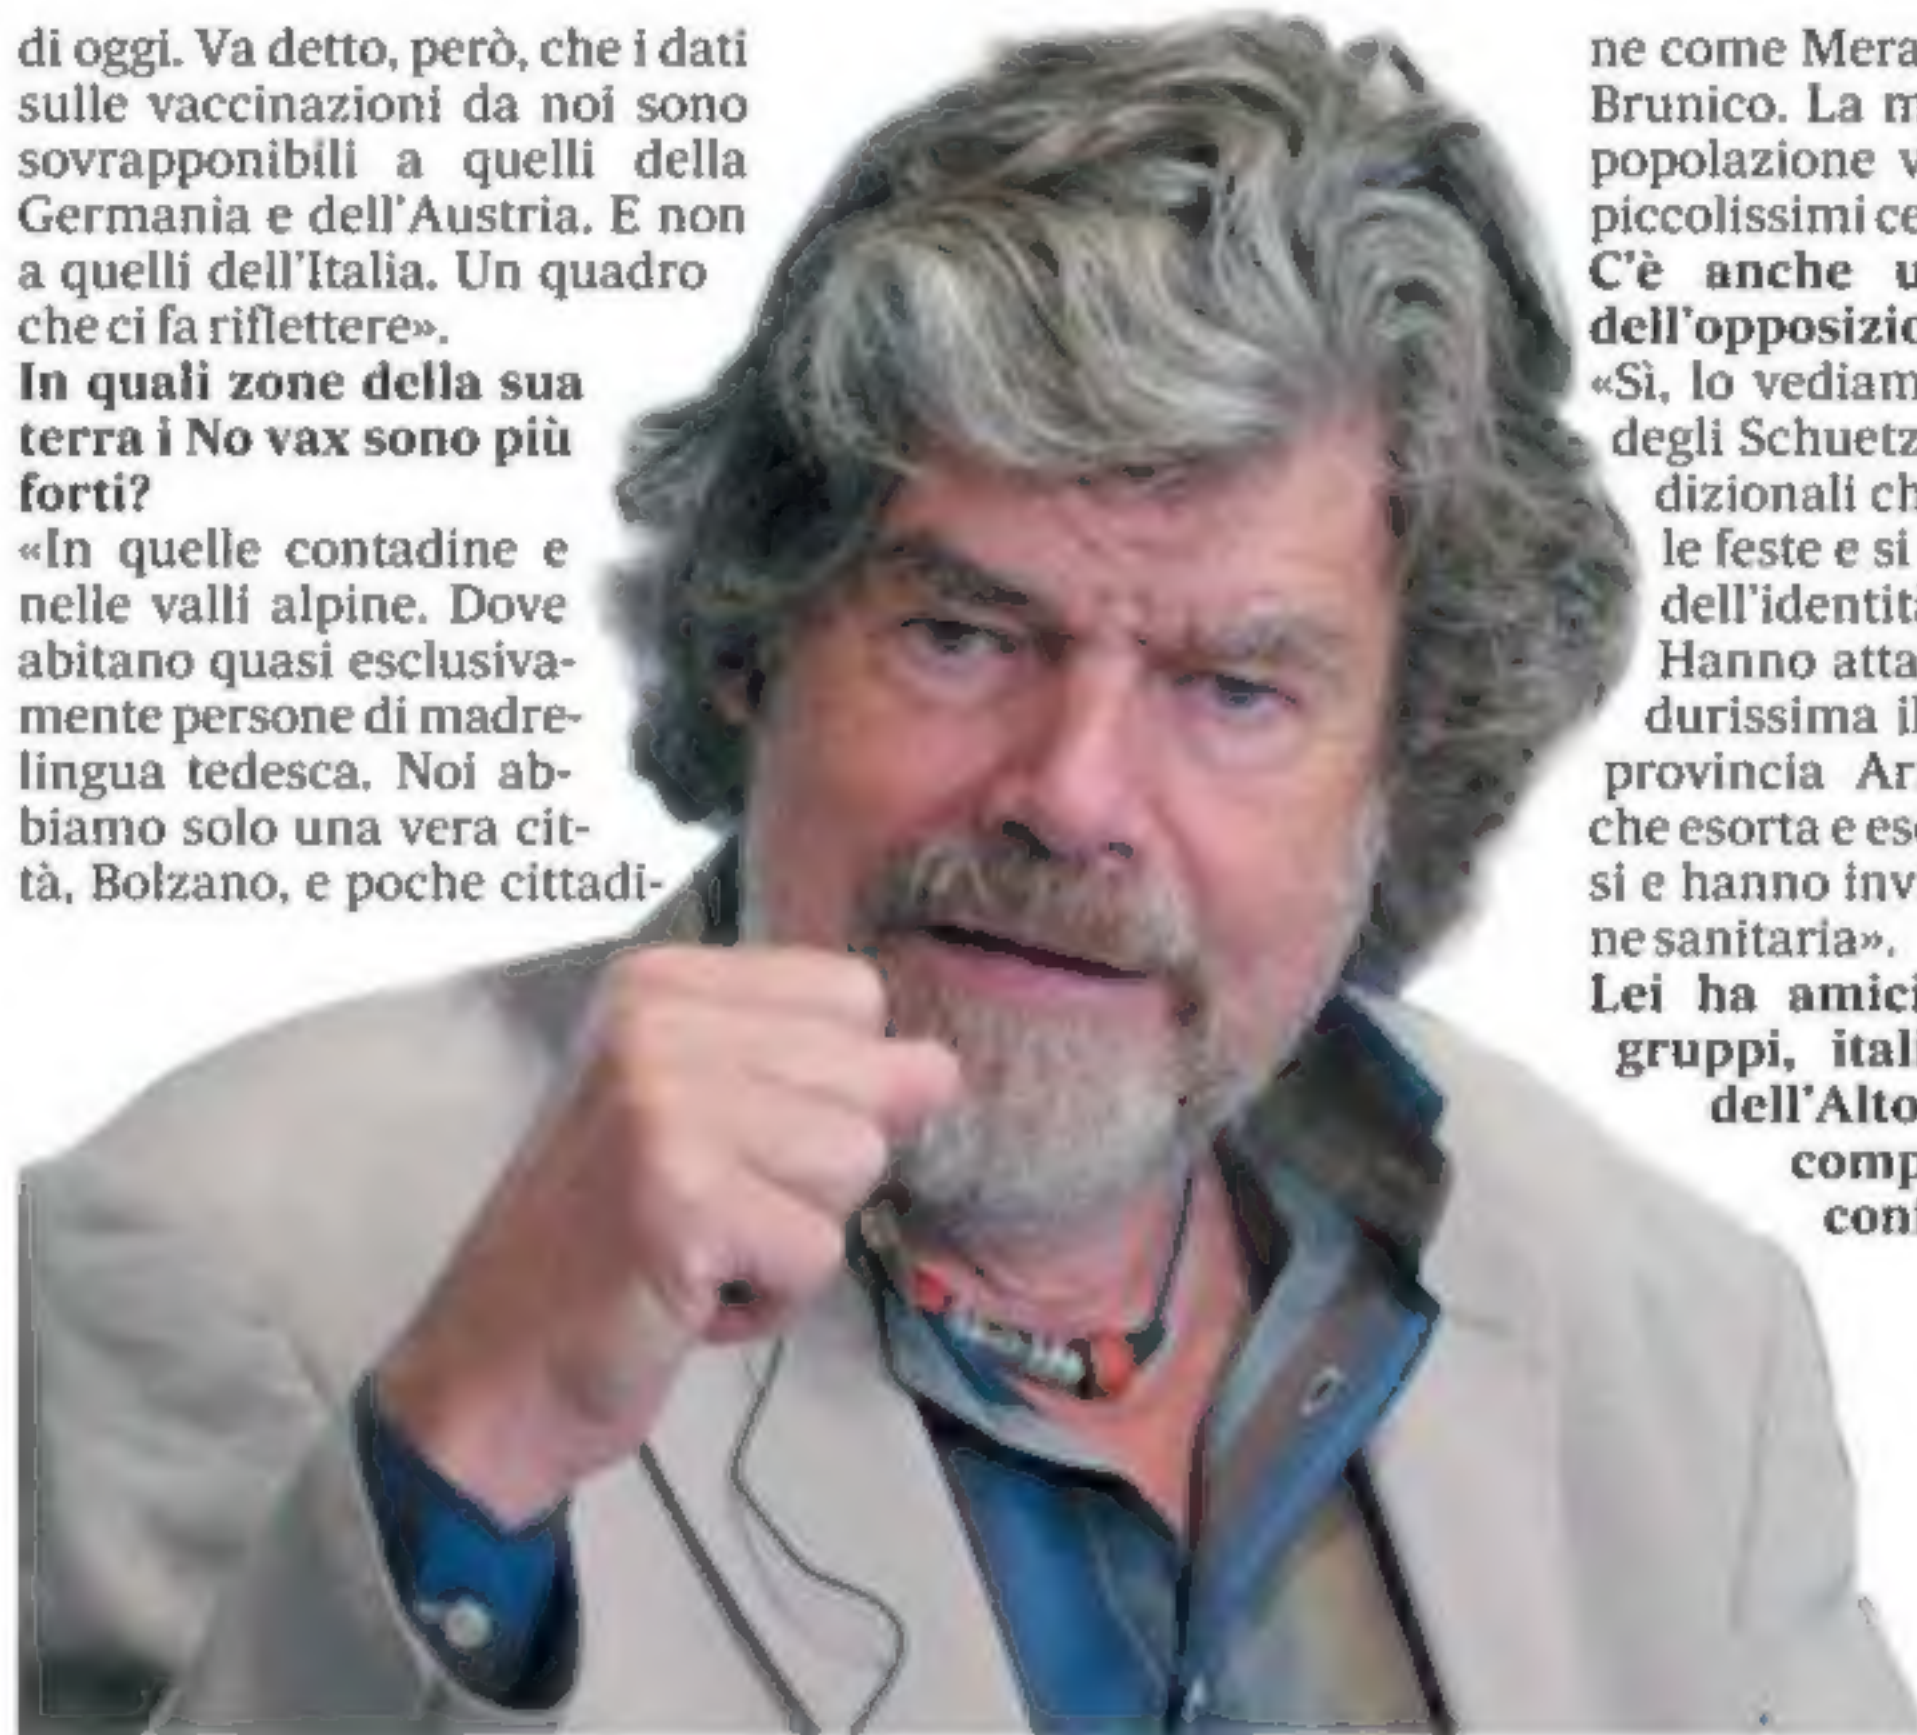 di oggi. Va detto, però, che i dati
sulle vaccinazioni da noi sono
sovrapponibili a quelli della
Germania e dell'Austria. E non
a quelli dell'Italia. Un quadro
che ci fa riflettere».
In quali zone della sua
terra i No vax sono più
forti?
«In quelle contadine e
nelle valli alpine. Dove
abitano quasi esclusiva-
mente persone di madre-
lingua tedesca. Noi ab-
biamo solo una vera cit-
tà, Bolzano, e poche cittadi-
ne come Mera
Brunico. La m
popolazione v
piccolissimi ce
C'è anche u
dell'opposizio
«Sì, lo vediam
degli Schuetz
dizionali ch
le feste e si
dell'identità
Hanno atta
durissima il
provincia Ar
che esorta e eso
si e hanno inv
ne sanitaria».
Lei ha amici
gruppi, itali
dell'Alto
comp
conf